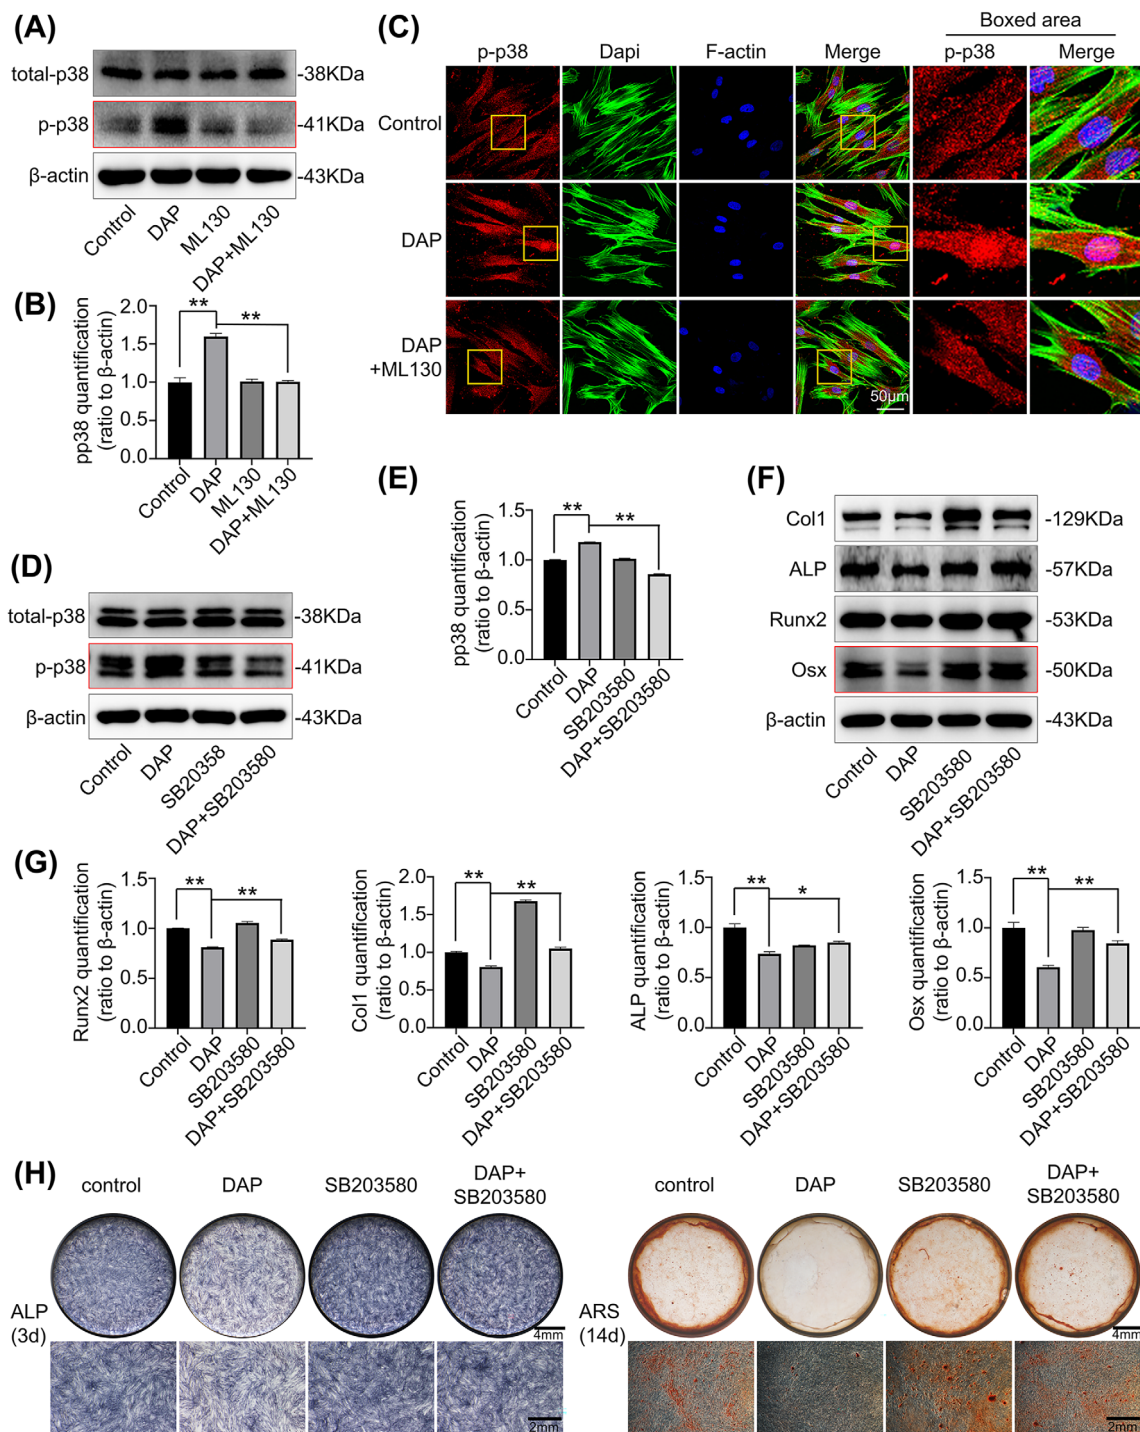 (A)
total-p38
-38KDa
p-p38
-41KDa
β-actin
-43KDa
Control
DAP
ML130
DAP+ML130
(B)
pp38 quantification
(ratio to β-actin)
2.0
1.5
1.0
0.5
0.0
**
**
Control
DAP
ML130
DAP+ML130
(C)
Boxed area
p-p38
Dapi
F-actin
Merge
p-p38
Merge
Control
DAP
DAP
+ML130
50μm
(D)
total-p38
-38KDa
p-p38
-41KDa
β-actin
-43KDa
Control
DAP
SB20358
DAP+SB203580
(E)
pp38 quantification
(ratio to β-actin)
1.5
1.0
0.5
0.0
**
**
Control
DAP
SB203580
DAP+SB203580
(F)
Col1
-129KDa
ALP
-57KDa
Runx2
-53KDa
Osx
-50KDa
β-actin
-43KDa
Control
DAP
SB203580
DAP+SB203580
(G)
Runx2 quantification
(ratio to β-actin)
1.5
1.0
0.5
0.0
**
**
Control
DAP
SB203580
DAP+SB203580
Col1 quantification
(ratio to β-actin)
2.0
1.5
1.0
0.5
0.0
**
**
Control
DAP
SB203580
DAP+SB203580
ALP quantification
(ratio to β-actin)
1.5
1.0
0.5
0.0
**
*
Control
DAP
SB203580
DAP+SB203580
Osx quantification
(ratio to β-actin)
1.5
1.0
0.5
0.0
**
**
Control
DAP
SB203580
DAP+SB203580
(H)
control
DAP
SB203580
DAP+
SB203580
ALP
(3d)
4mm
2mm
control
DAP
SB203580
DAP+
SB203580
ARS
(14d)
4mm
2mm